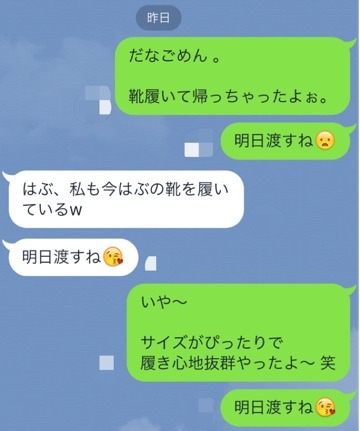 昨日
だなごめん 。
靴履いて帰っちゃったよぉ。
明日渡すね😦
はぶ、私も今はぶの靴を履い
ているw
明日渡すね😘
いや〜
サイズがぴったりで
履き心地抜群やったよ〜 笑
明日渡すね😘